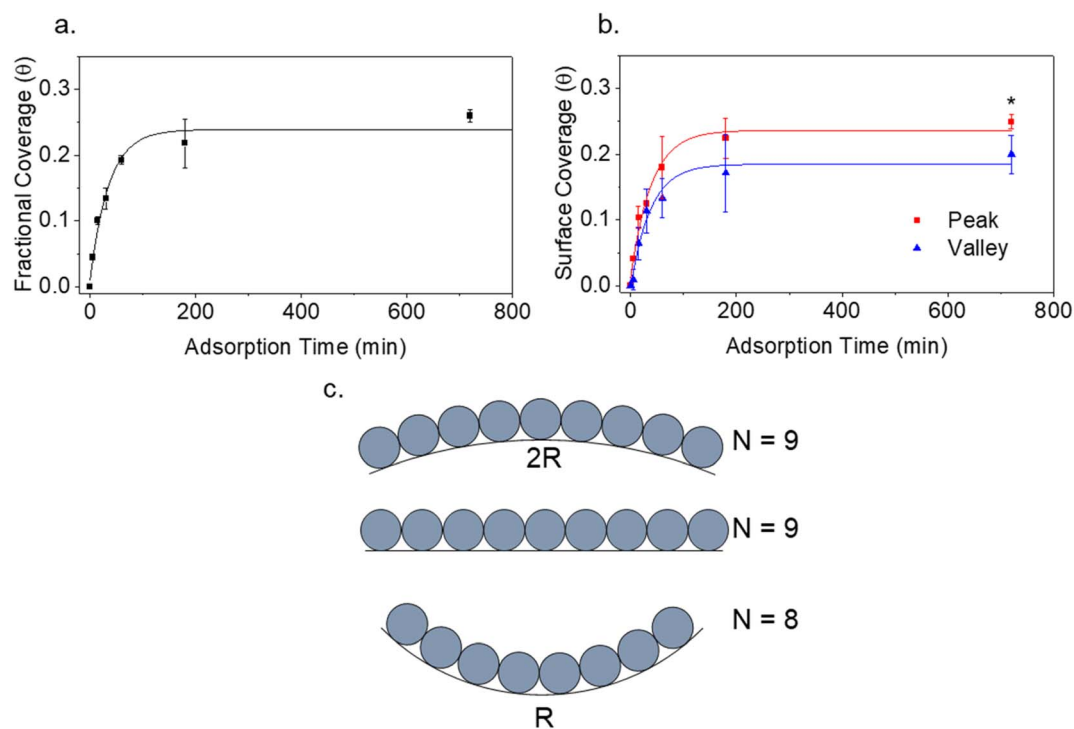 a.
Fractional Coverage (θ)
0.3
0.2
0.1
0.0
0 200 400 600 800
Adsorption Time (min)
b.
Surface Coverage (θ)
0.3
0.2
0.1
0.0
*
Peak
Valley
0 200 400 600 800
Adsorption Time (min)
c.
2R
N = 9
N = 9
N = 8
R